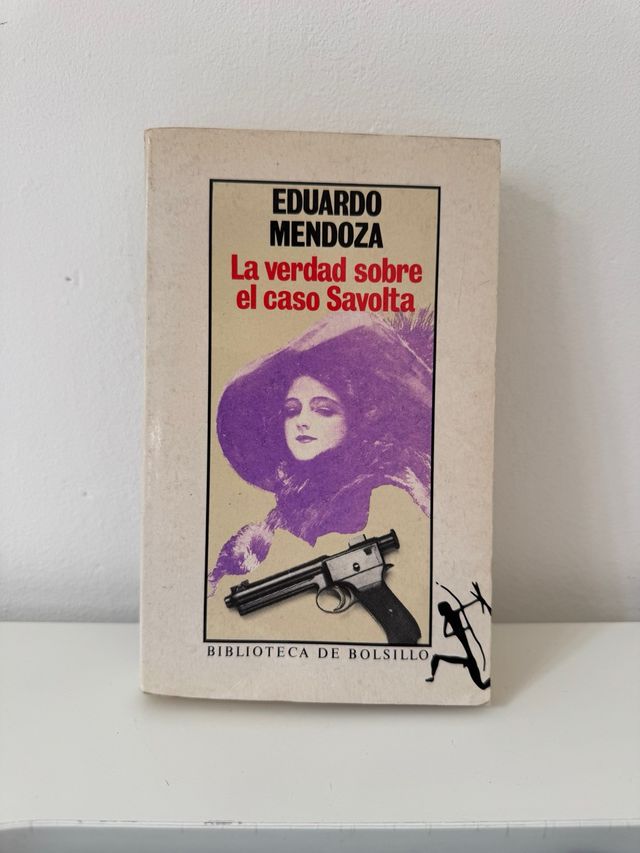 EDUARDO
MENDOZA
La verdad sobre
el caso Savolta
BIBLIOTECA DE BOLSILLO